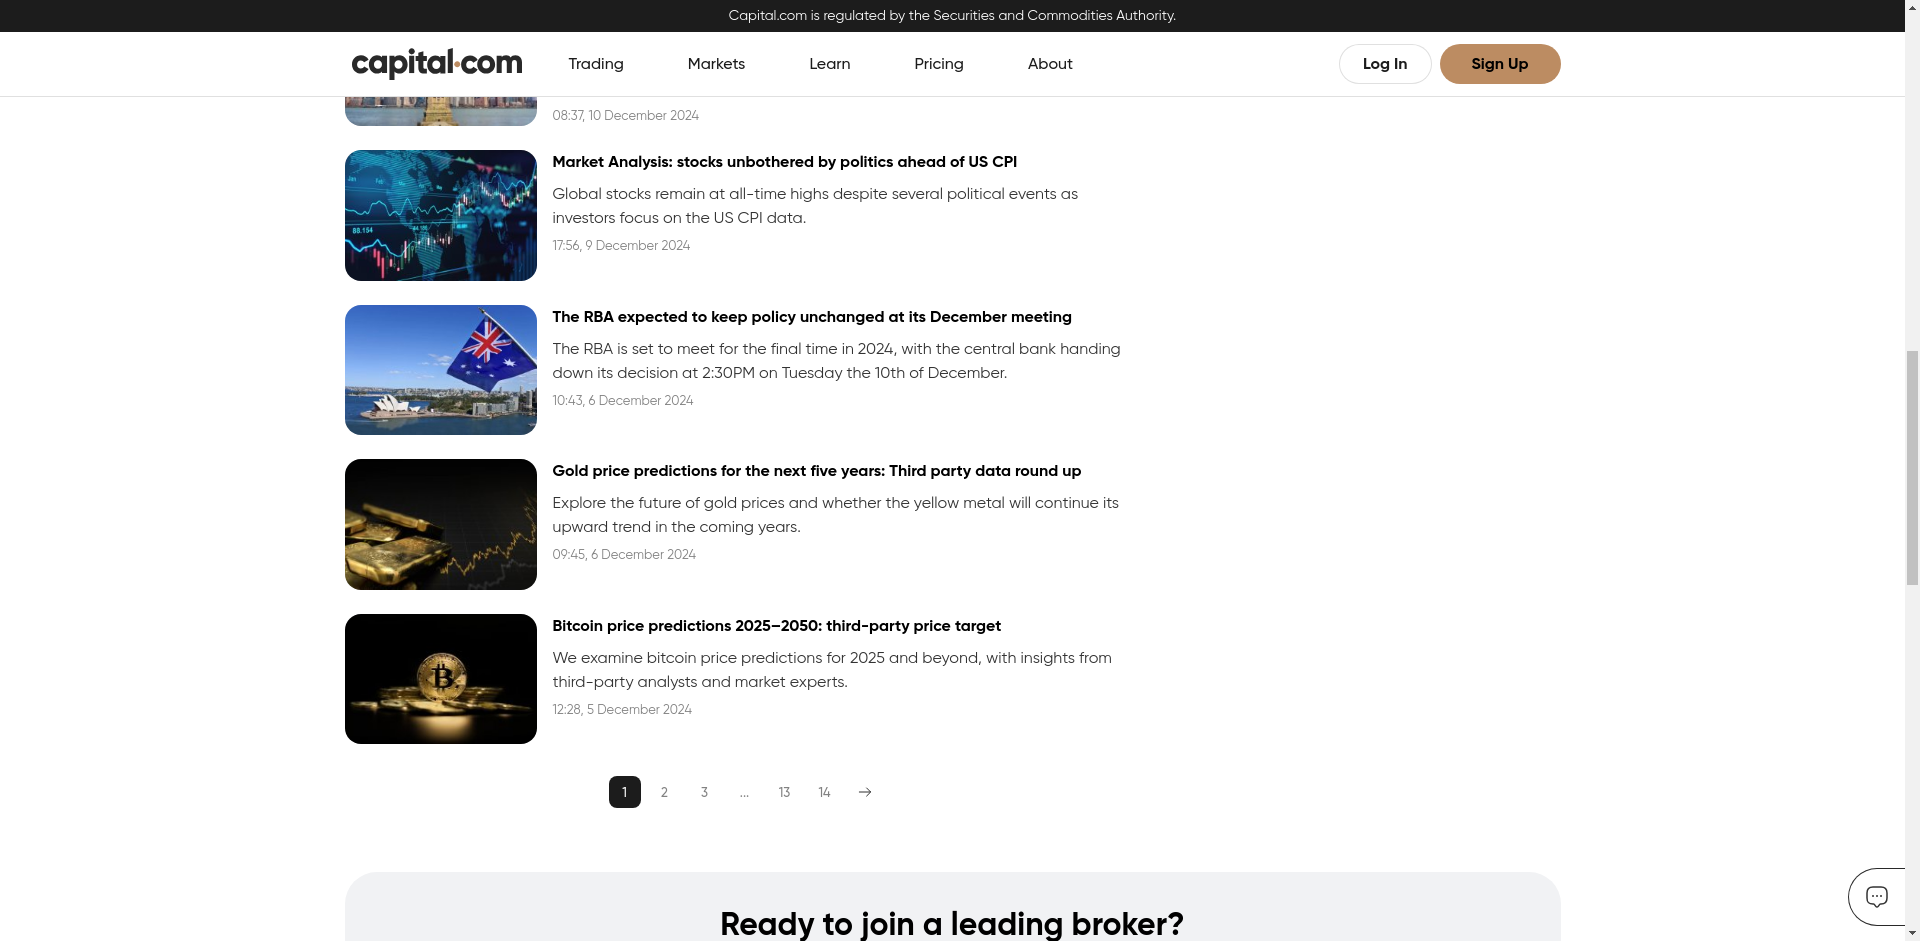 Capital.com is regulated by the Securities and Commodities Authority.
capital.com
Trading
Markets
Learn
Pricing
About
Log In
Sign Up
08:37, 10 December 2024
Market Analysis: stocks unbothered by politics ahead of US CPI
Global stocks remain at all-time highs despite several political events as
investors focus on the US CPI data.
17:56, 9 December 2024
88.154
The RBA expected to keep policy unchanged at its December meeting
The RBA is set to meet for the final time in 2024, with the central bank handing
down its decision at 2:30PM on Tuesday the 10th of December.
10:43, 6 December 2024
Gold price predictions for the next five years: Third party data round up
Explore the future of gold prices and whether the yellow metal will continue its
upward trend in the coming years.
09:45, 6 December 2024
Bitcoin price predictions 2025–2050: third-party price target
We examine bitcoin price predictions for 2025 and beyond, with insights from
third-party analysts and market experts.
12:28, 5 December 2024
1 2 3 ... 13 14
Ready to join a leading broker?